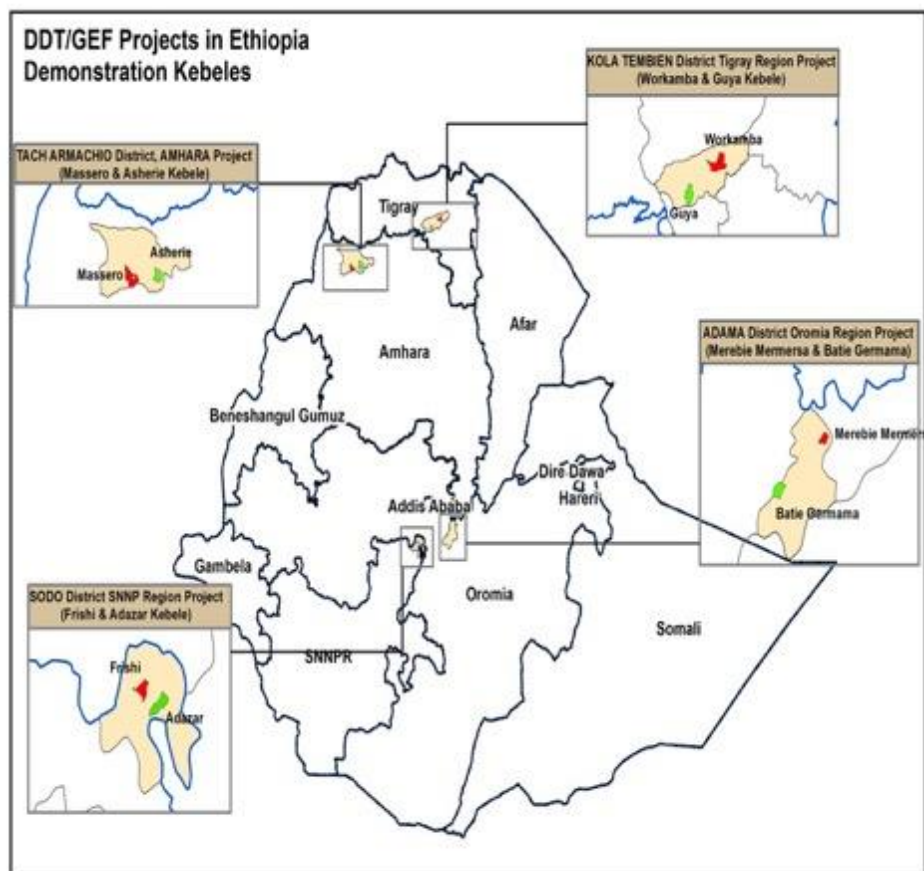 DDT/GEF Projects in Ethiopia
Demonstration Kebeles
KOLA TEMBIEN District Tigray Region Project
(Workamba & Guya Kebele)
Workamba
Guya
TACH ARMACHIO District, AMHARA Project
(Massero & Asherie Kebele)
Asherie
Massero
Tigray
Afar
Amhara
ADAMA District Oromia Region Project
(Merebie Mermersa & Batie Germama)
Merebie Mermers
Batie Germama
Beneshangul Gumuz
Dire Dawa
Hareri
Addis Ababa
Gambela
Oromia
Somali
SNNPR
SODO District SNNP Region Project
(Frishi & Adazar Kebele)
Frishi
Adazar